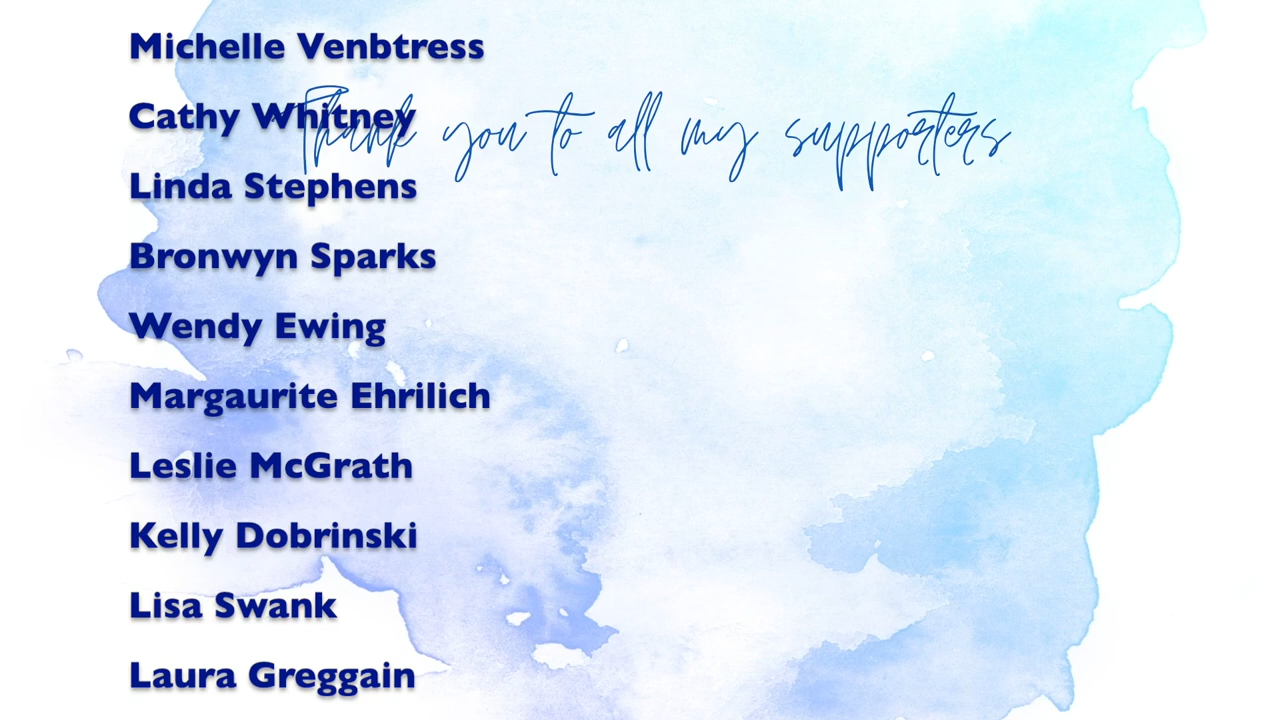 Michelle Venbtress
Cathy Whitney
Thank you to all my supporters
Linda Stephens
Bronwyn Sparks
Wendy Ewing
Margaurite Ehrilich
Leslie McGrath
Kelly Dobrinski
Lisa Swank
Laura Greggain